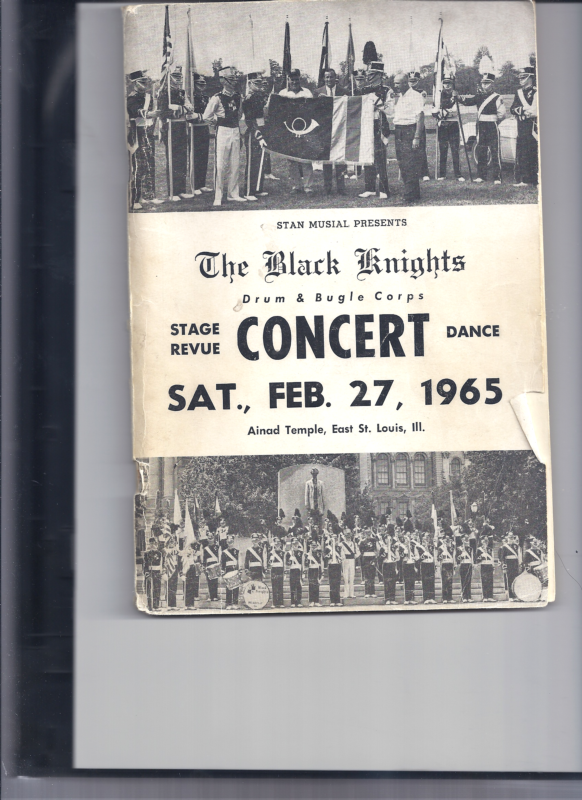 STAN MUSIAL PRESENTS
The Black Knights
Drum & Bugle Corps
STAGE REVUE CONCERT DANCE
SAT., FEB. 27, 1965
Ainad Temple, East St. Louis, Ill.